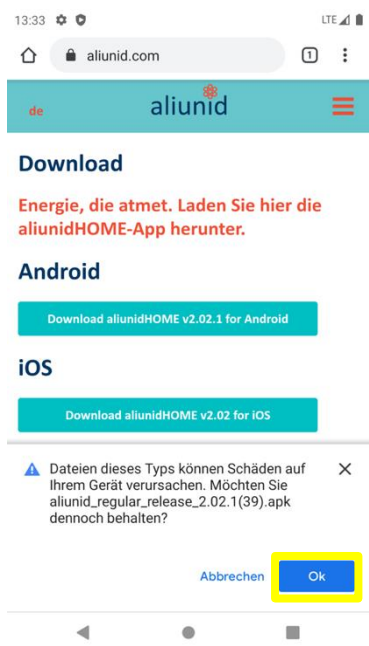 13:33 LTE
aliunid.com 1
de aliunid
Download
Energie, die atmet. Laden Sie hier die
aliunidHOME-App herunter.
Android
Download aliunidHOME v2.02.1 for Android
iOS
Download aliunidHOME v2.02 for iOS
Dateien dieses Typs können Schäden auf
Ihrem Gerät verursachen. Möchten Sie
aliunid_regular_release_2.02.1(39).apk
dennoch behalten?
Abbrechen Ok